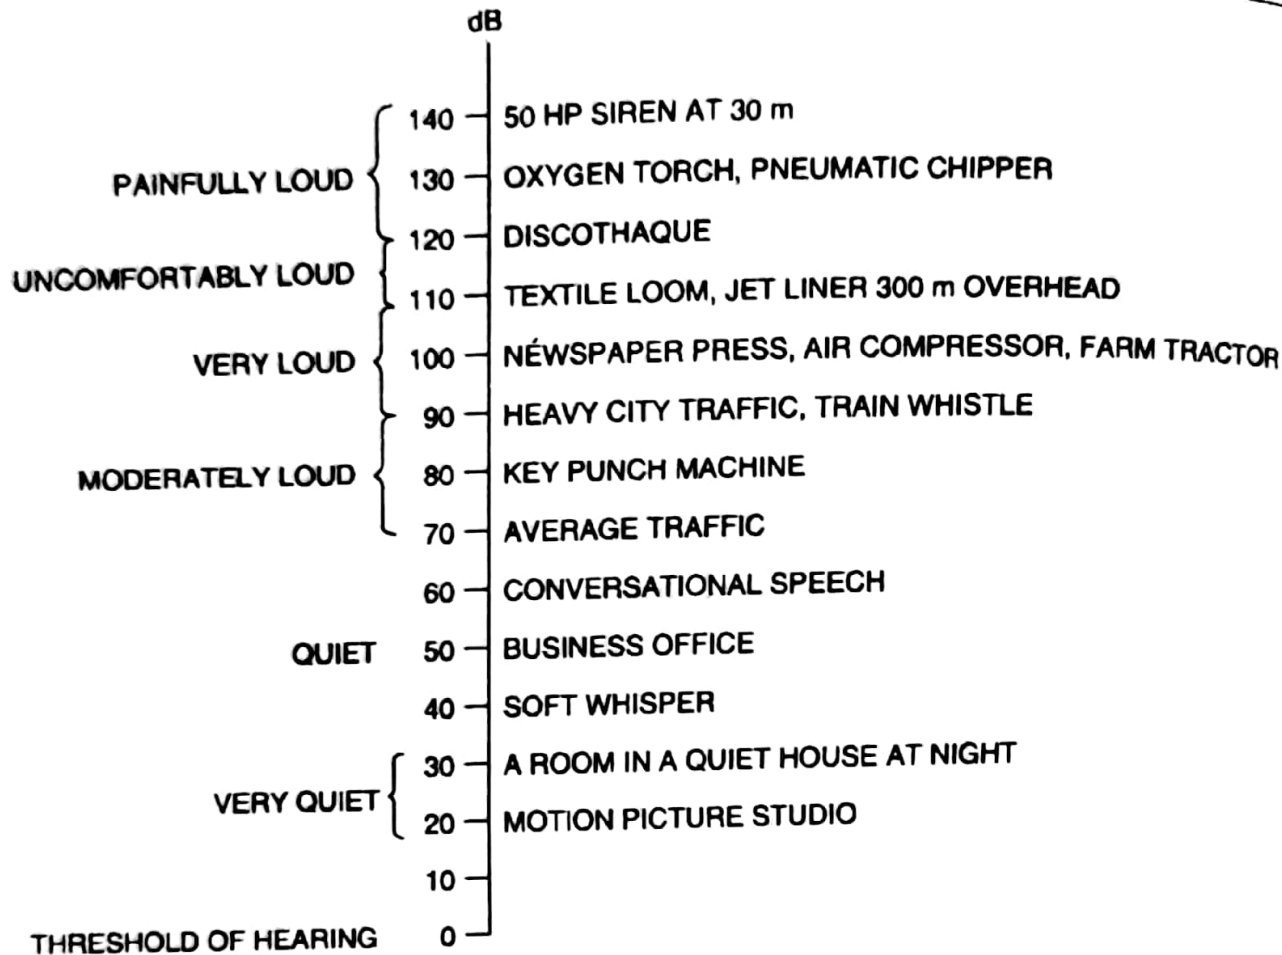 dB
140 50 HP SIREN AT 30 m
PAINFULLY LOUD 130 OXYGEN TORCH, PNEUMATIC CHIPPER
120 DISCOTHAQUE
UNCOMFORTABLY LOUD
110 TEXTILE LOOM, JET LINER 300 m OVERHEAD
VERY LOUD 100 NÉWSPAPER PRESS, AIR COMPRESSOR, FARM TRACTOR
90 HEAVY CITY TRAFFIC, TRAIN WHISTLE
MODERATELY LOUD 80 KEY PUNCH MACHINE
70 AVERAGE TRAFFIC
60 CONVERSATIONAL SPEECH
QUIET 50 BUSINESS OFFICE
40 SOFT WHISPER
30 A ROOM IN A QUIET HOUSE AT NIGHT
VERY QUIET
20 MOTION PICTURE STUDIO
10
THRESHOLD OF HEARING 0